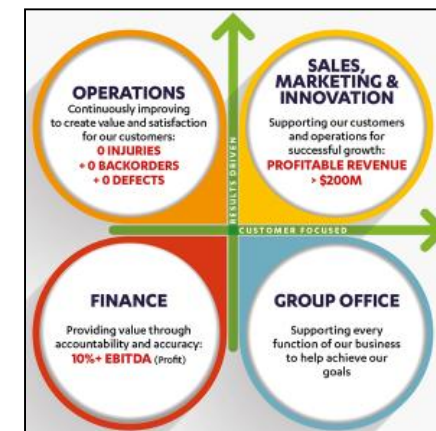 OPERATIONS
Continuously improving
to create value and satisfaction
for our customers:
0 INJURIES
+ 0 BACKORDERS
+ 0 DEFECTS
SALES,
MARKETING &
INNOVATION
Supporting our customers
and operations for
successful growth:
PROFITABLE REVENUE
> $200M
RESULTS DRIVEN
CUSTOMER FOCUSED
FINANCE
Providing value through
accountability and accuracy:
10%+ EBITDA (Profit)
GROUP OFFICE
Supporting every
function of our business
to help achieve our
goals